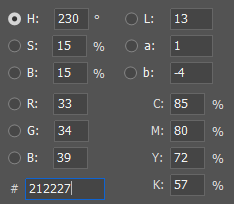 H: 230 ° L: 13
S: 15 % a: 1
B: 15 % b: -4
R: 33 C: 85 %
G: 34 M: 80 %
B: 39 Y: 72 %
# 212227 K: 57 %